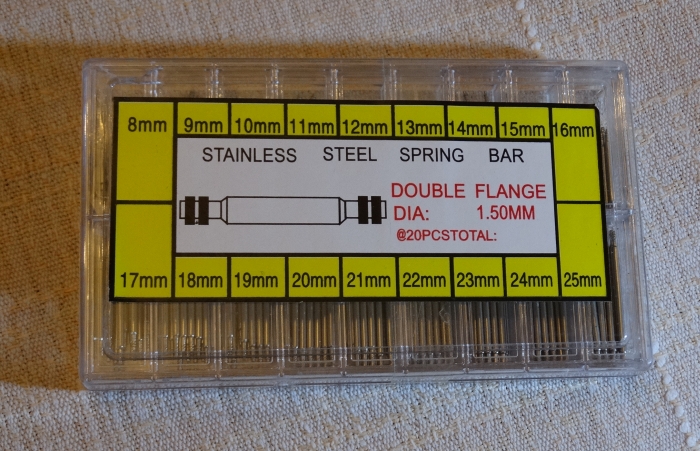 8mm 9mm 10mm 11mm 12mm 13mm 14mm 15mm 16mm
STAINLESS STEEL SPRING BAR
DOUBLE FLANGE
DIA: 1.50MM
@20PCSTOTAL:
17mm 18mm 19mm 20mm 21mm 22mm 23mm 24mm 25mm